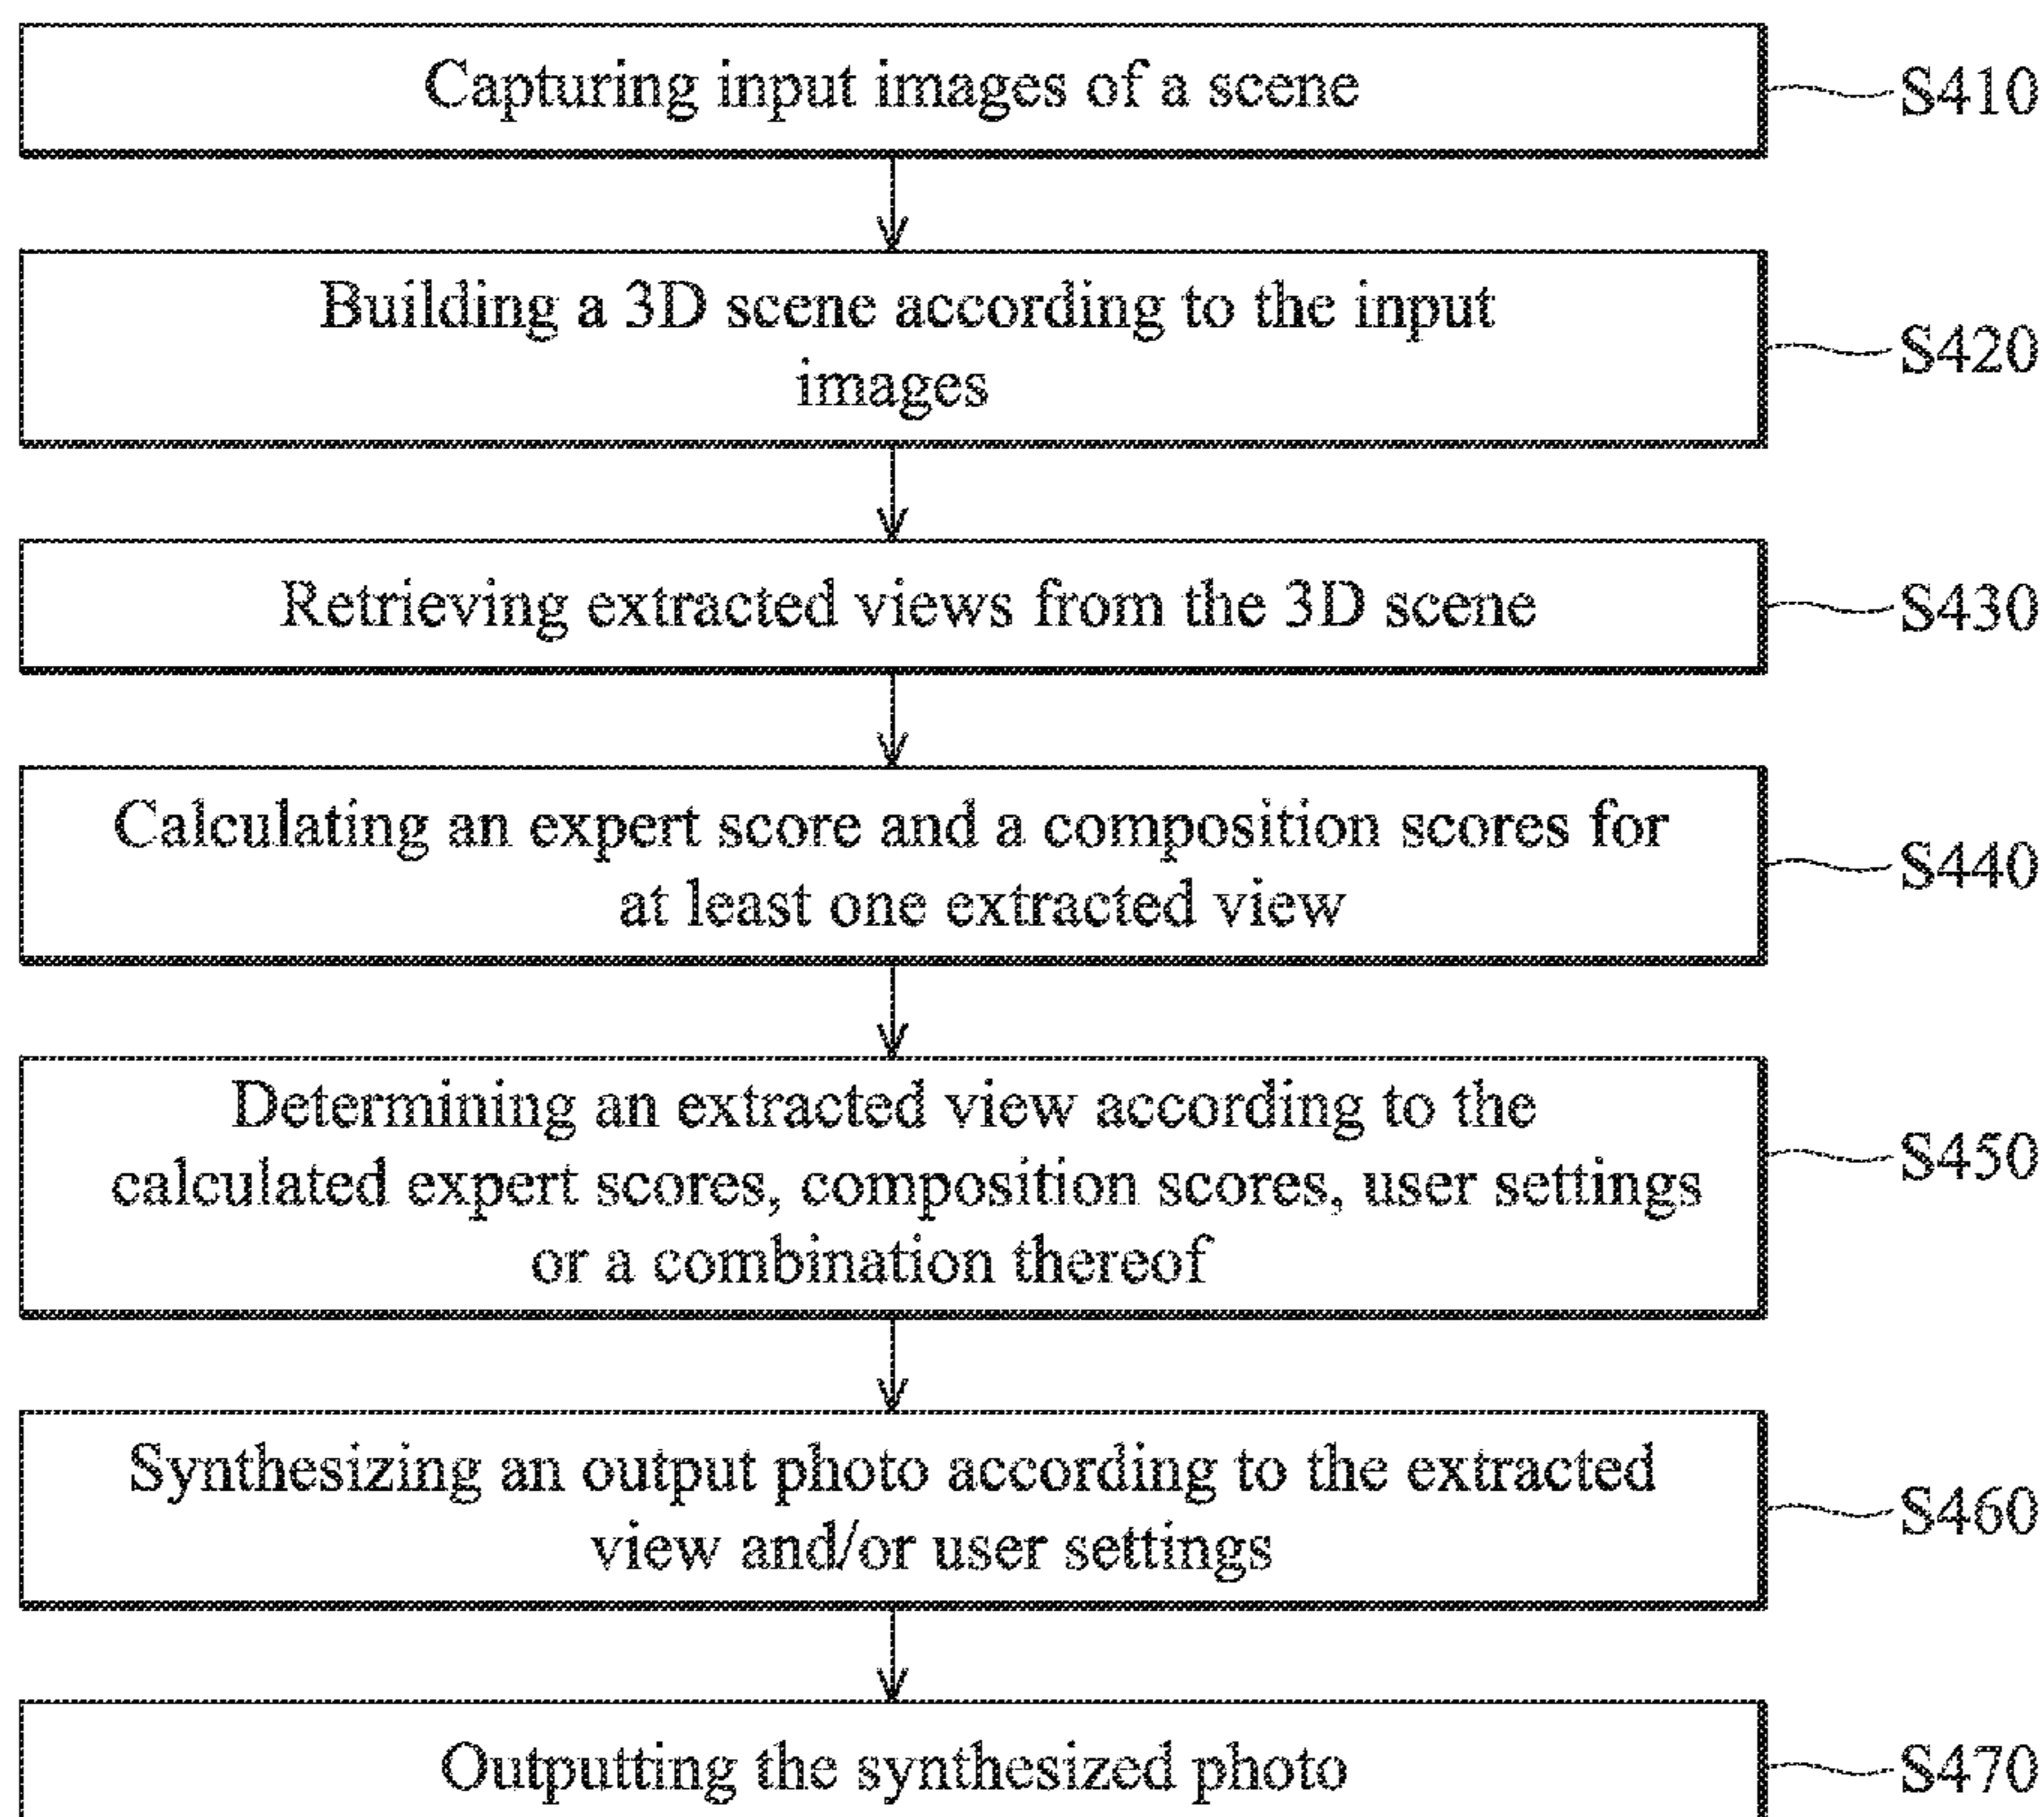 Capturing input images of a scene
S410
Building a 3D scene according to the input
images
S420
Retrieving extracted views from the 3D scene
S430
Calculating an expert score and a composition scores for
at least one extracted view
S440
Determining an extracted view according to the
calculated expert scores, composition scores, user settings
or a combination thereof
S450
Synthesizing an output photo according to the extracted
view and/or user settings
S460
Outputting the synthesized photo
S470